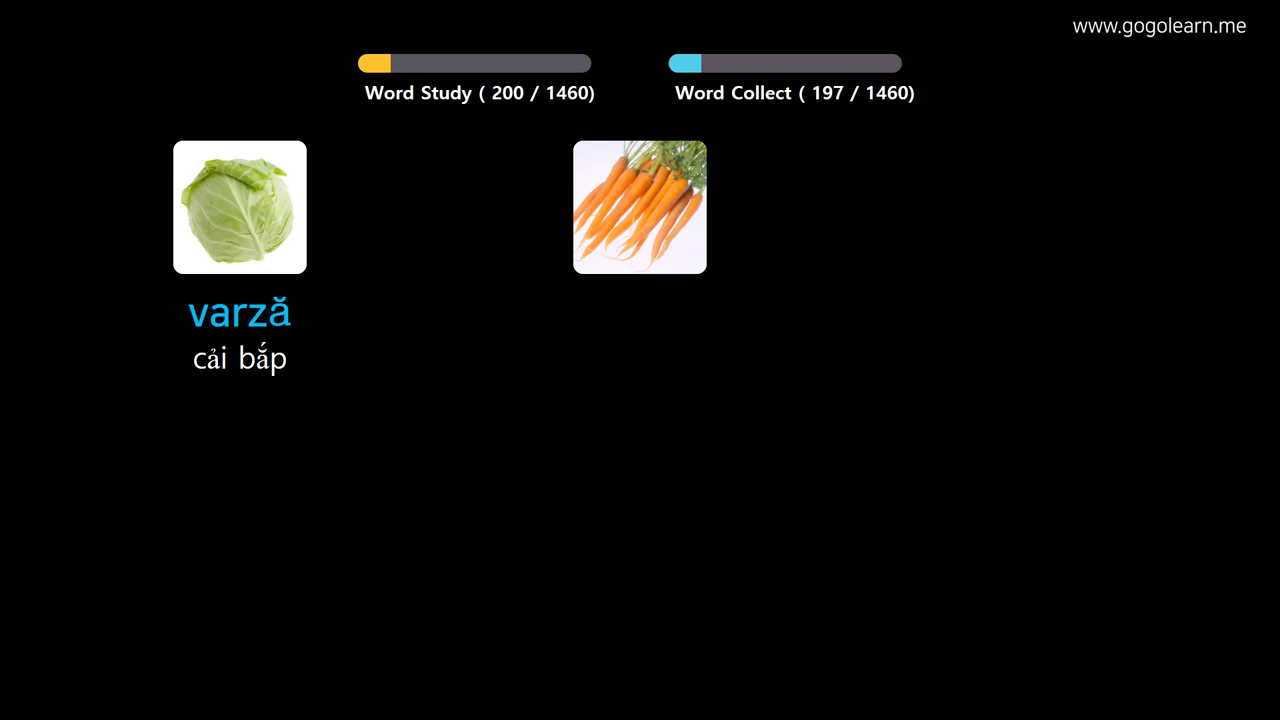 www.gogolearn.me
Word Study ( 200 / 1460)
Word Collect ( 197 / 1460)
varză
cải bắp